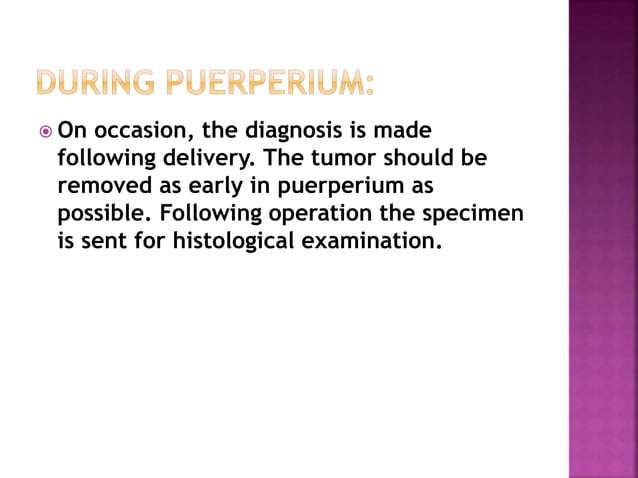 DURING PUERPERIUM:
On occasion, the diagnosis is made
following delivery. The tumor should be
removed as early in puerperium as
possible. Following operation the specimen
is sent for histological examination.